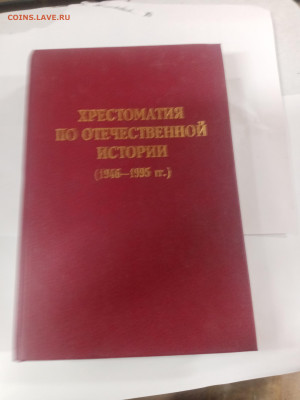 COINS.LAVE.RU
ХРЕСТОМАТИЯ
ПО ОТЕЧЕСТВЕННОЙ
ИСТОРИИ
(1946—1995 гг.)